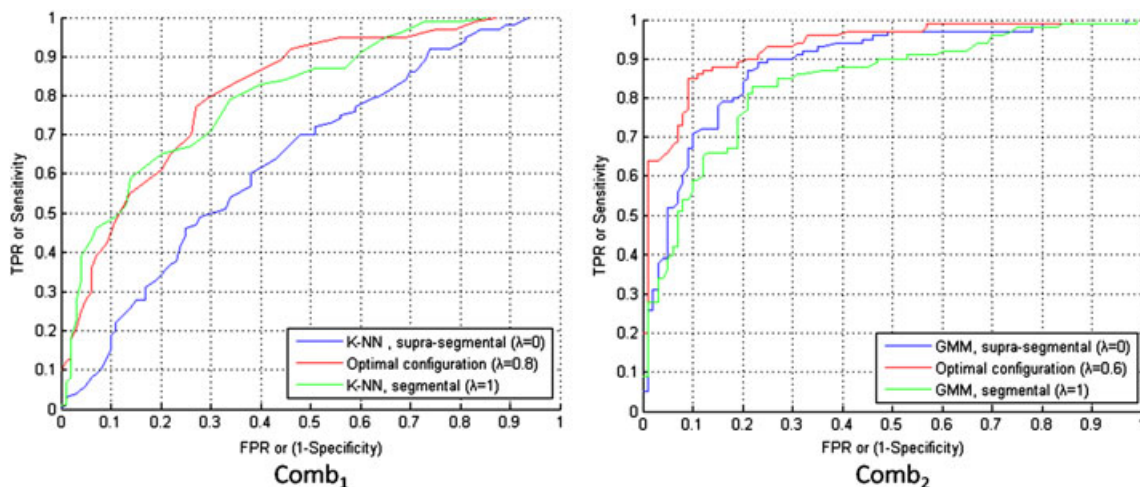 1
0.9
0.8
0.7
0.6
0.5
0.4
0.3
0.2
0.1
0
TPR or Sensitivity
K-NN , supra-segmental (λ=0)
Optimal configuration (λ=0.8)
K-NN, segmental (λ=1)
0 0.1 0.2 0.3 0.4 0.5 0.6 0.7 0.8 0.9 1
FPR or (1-Specificity)
Comb1
1
0.9
0.8
0.7
0.6
0.5
0.4
0.3
0.2
0.1
0
TPR or Sensitivity
GMM, supra-segmental (λ=0)
Optimal configuration (λ=0.6)
GMM, segmental (λ=1)
0 0.1 0.2 0.3 0.4 0.5 0.6 0.7 0.8 0.9
FPR or (1-Specificity)
Comb2